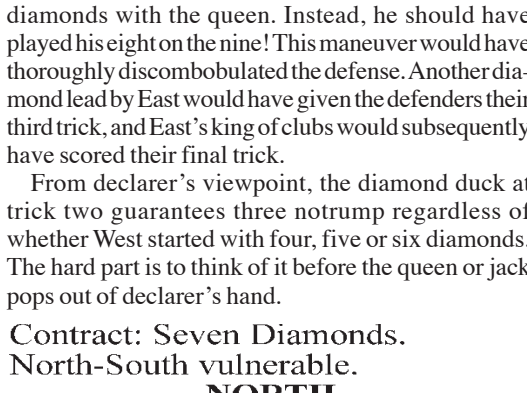 diamonds with the queen. Instead, he should have
played his eight on the nine! This maneuver would have
thoroughly discombobulated the defense. Another dia-
mond lead by East would have given the defenders their
third trick, and East's king of clubs would subsequently
have scored their final trick.
From declarer's viewpoint, the diamond duck at
trick two guarantees three notrump regardless of
whether West started with four, five or six diamonds.
The hard part is to think of it before the queen or jack
pops out of declarer's hand.
Contract: Seven Diamonds.
North-South vulnerable.
NORTH